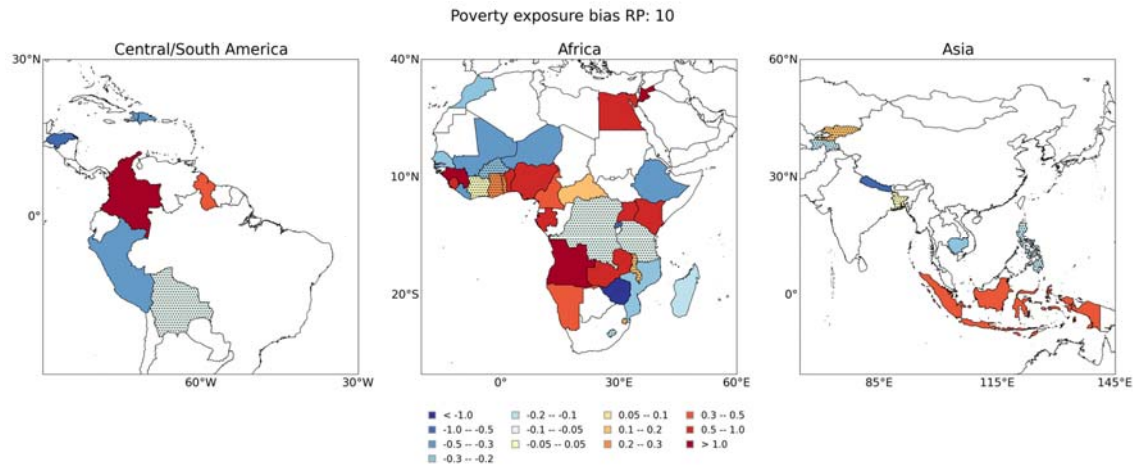 Poverty exposure bias RP: 10
Central/South America
Africa
Asia
30°N
0°
60°W
30°W
40°N
10°N
20°S
0°
30°E
60°E
60°N
30°N
0°
85°E
115°E
145°E
< -1.0
-1.0 -- -0.5
-0.5 -- -0.3
-0.3 -- -0.2
-0.2 -- -0.1
-0.1 -- -0.05
-0.05 -- 0.05
0.05 -- 0.1
0.1 -- 0.2
0.2 -- 0.3
0.3 -- 0.5
0.5 -- 1.0
> 1.0